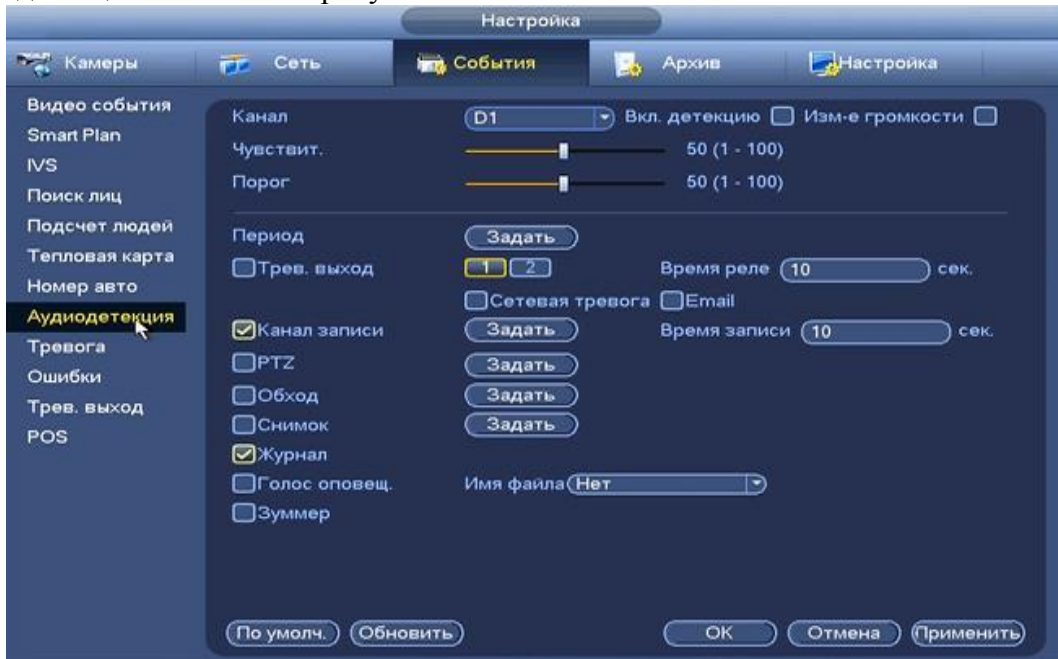 Настройка
Камеры Сеть События Архив Настройка
Видео события
Smart Plan
IVS
Поиск лиц
Подсчет людей
Тепловая карта
Номер авто
Аудиодетекция
Тревога
Ошибки
Трев. выход
POS
Канал D1 Вкл. детекцию Изм-е громкости
Чувствит. 50 (1 - 100)
Порог 50 (1 - 100)
Период Задать
Трев. выход 1 2 Время реле 10 сек.
Сетевая тревога Email
Канал записи Задать Время записи 10 сек.
PTZ Задать
Обход Задать
Снимок Задать
Журнал
Голос оповещ. Имя файла Нет
Зуммер
По умолч. Обновить ОК Отмена Применить